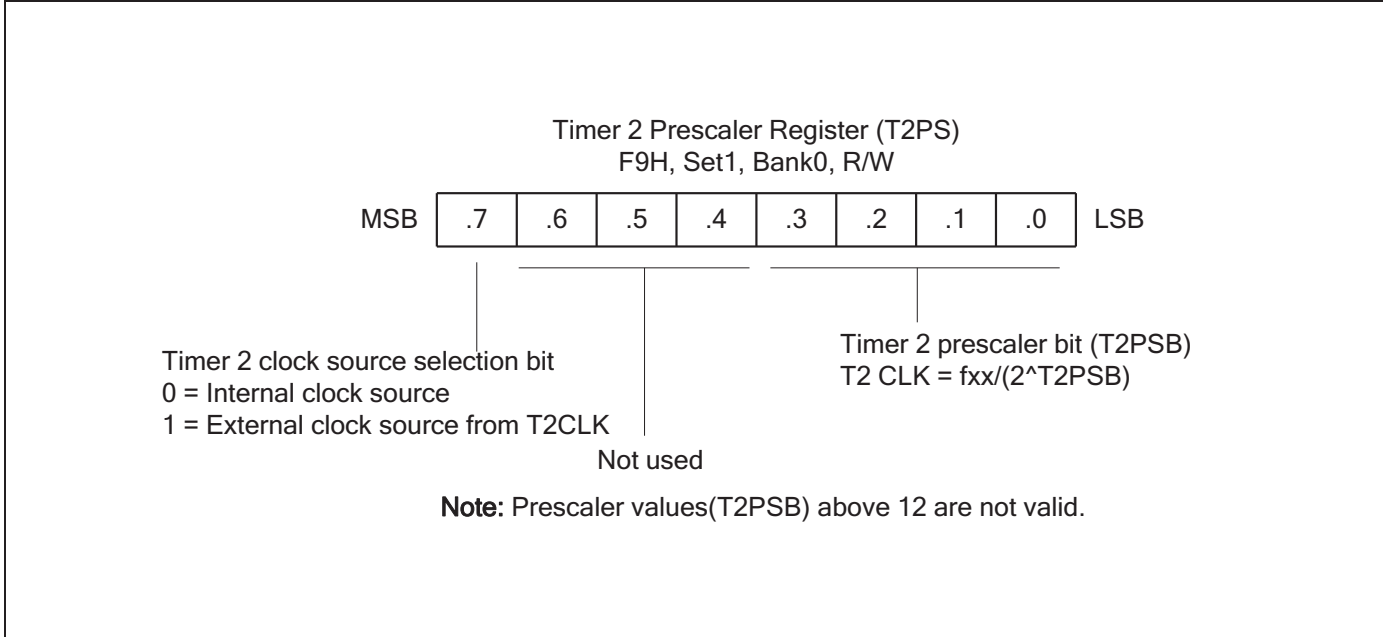 Timer 2 Prescaler Register (T2PS)
F9H, Set1, Bank0, R/W
MSB .7 .6 .5 .4 .3 .2 .1 .0 LSB
Timer 2 clock source selection bit
0 = Internal clock source
1 = External clock source from T2CLK
Timer 2 prescaler bit (T2PSB)
T2 CLK = fxx/(2^T2PSB)
Not used
Note: Prescaler values(T2PSB) above 12 are not valid.